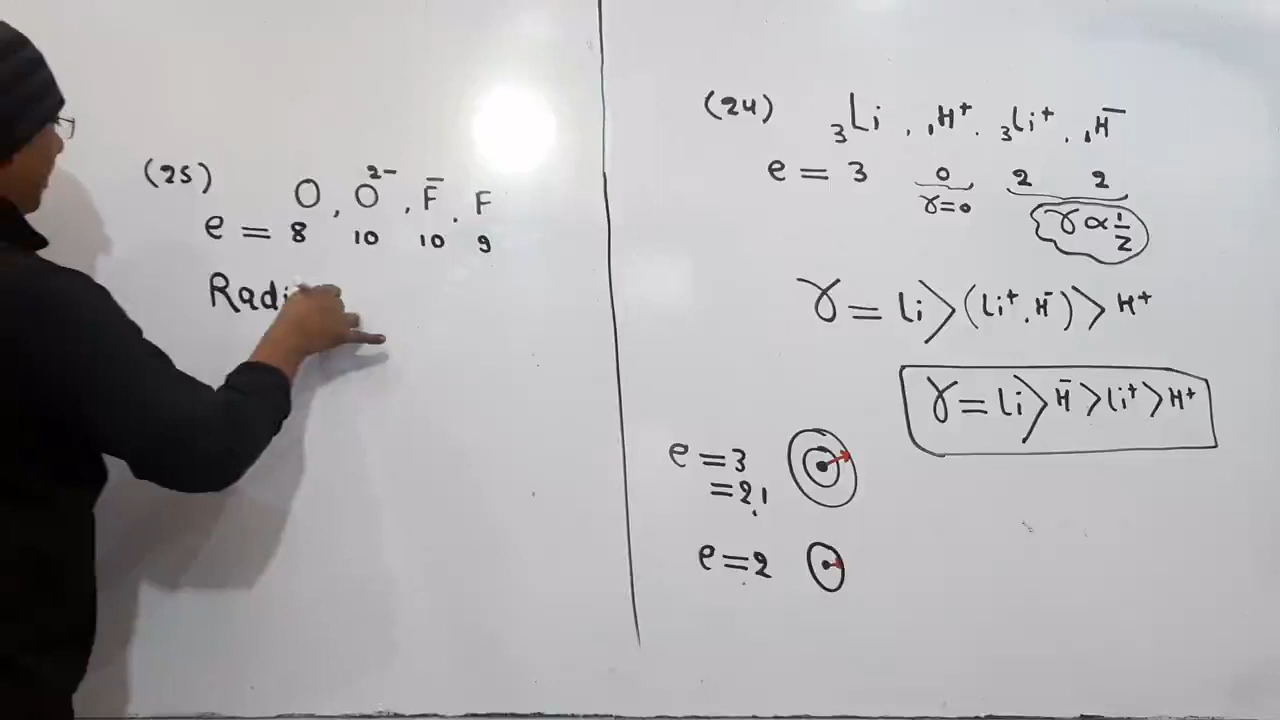 (25) O, O²⁻, F⁻, F
e = 8 10 10 9
Radi
(24) ₃Li, ₁H⁺, ₃Li⁺, ₁H⁻
e = 3 0 2 2
γ=0 γ ∝ 1/Z
γ = Li > (Li⁺, H⁻) > H⁺
γ = Li > H⁻ > Li⁺ > H⁺
e = 3
= 2,1
e = 2